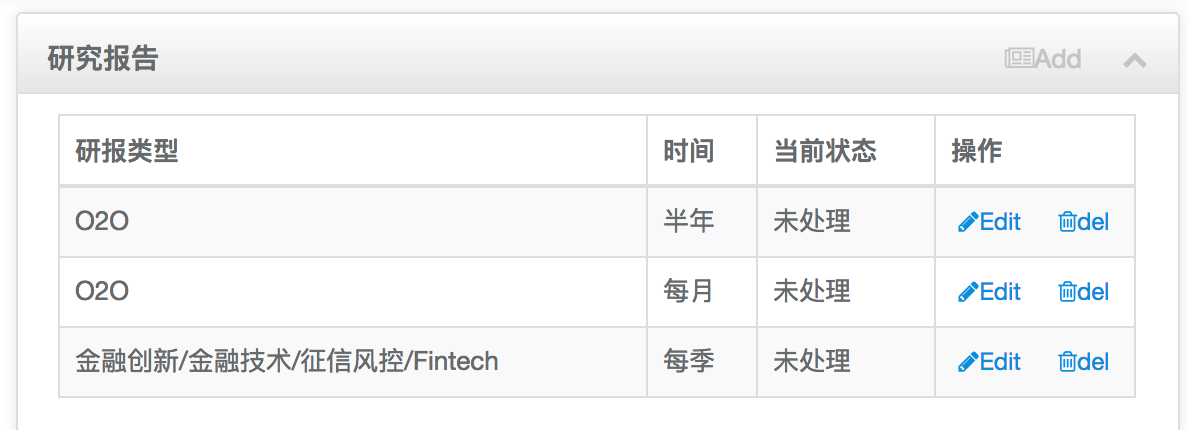 研究报告 Add
研报类型 时间 当前状态 操作
O2O 半年 未处理 Edit del
O2O 每月 未处理 Edit del
金融创新/金融技术/征信风控/Fintech 每季 未处理 Edit del